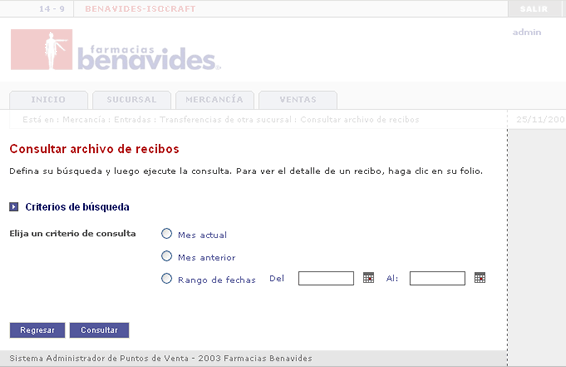 14 - 9 BENAVIDES-ISOCRAFT SALIR
admin
farmacias
benavides
INICIO SUCURSAL MERCANCÍA VENTAS
Está en : Mercancía : Entradas : Transferencias de otra sucursal : Consultar archivo de recibos 25/11/200
Consultar archivo de recibos
Defina su búsqueda y luego ejecute la consulta. Para ver el detalle de un recibo, haga clic en su folio.
Criterios de búsqueda
Elija un criterio de consulta Mes actual
Mes anterior
Rango de fechas Del Al:
Regresar Consultar
Sistema Administrador de Puntos de Venta - 2003 Farmacias Benavides